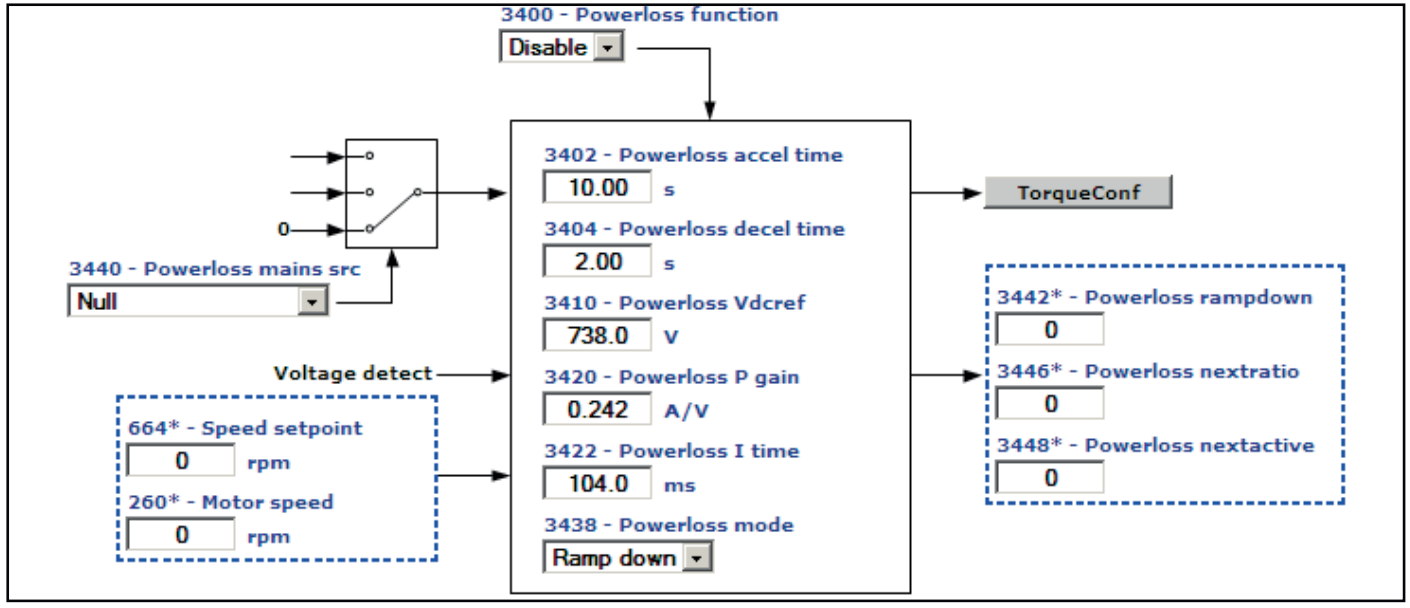 3400 - Powerloss function
Disable
3402 - Powerloss accel time
10.00 s
3404 - Powerloss decel time
2.00 s
3410 - Powerloss Vdcref
738.0 V
3420 - Powerloss P gain
0.242 A/V
3422 - Powerloss I time
104.0 ms
3438 - Powerloss mode
Ramp down
0
3440 - Powerloss mains src
Null
Voltage detect
664* - Speed setpoint
0 rpm
260* - Motor speed
0 rpm
TorqueConf
3442* - Powerloss rampdown
0
3446* - Powerloss nextratio
0
3448* - Powerloss nextactive
0